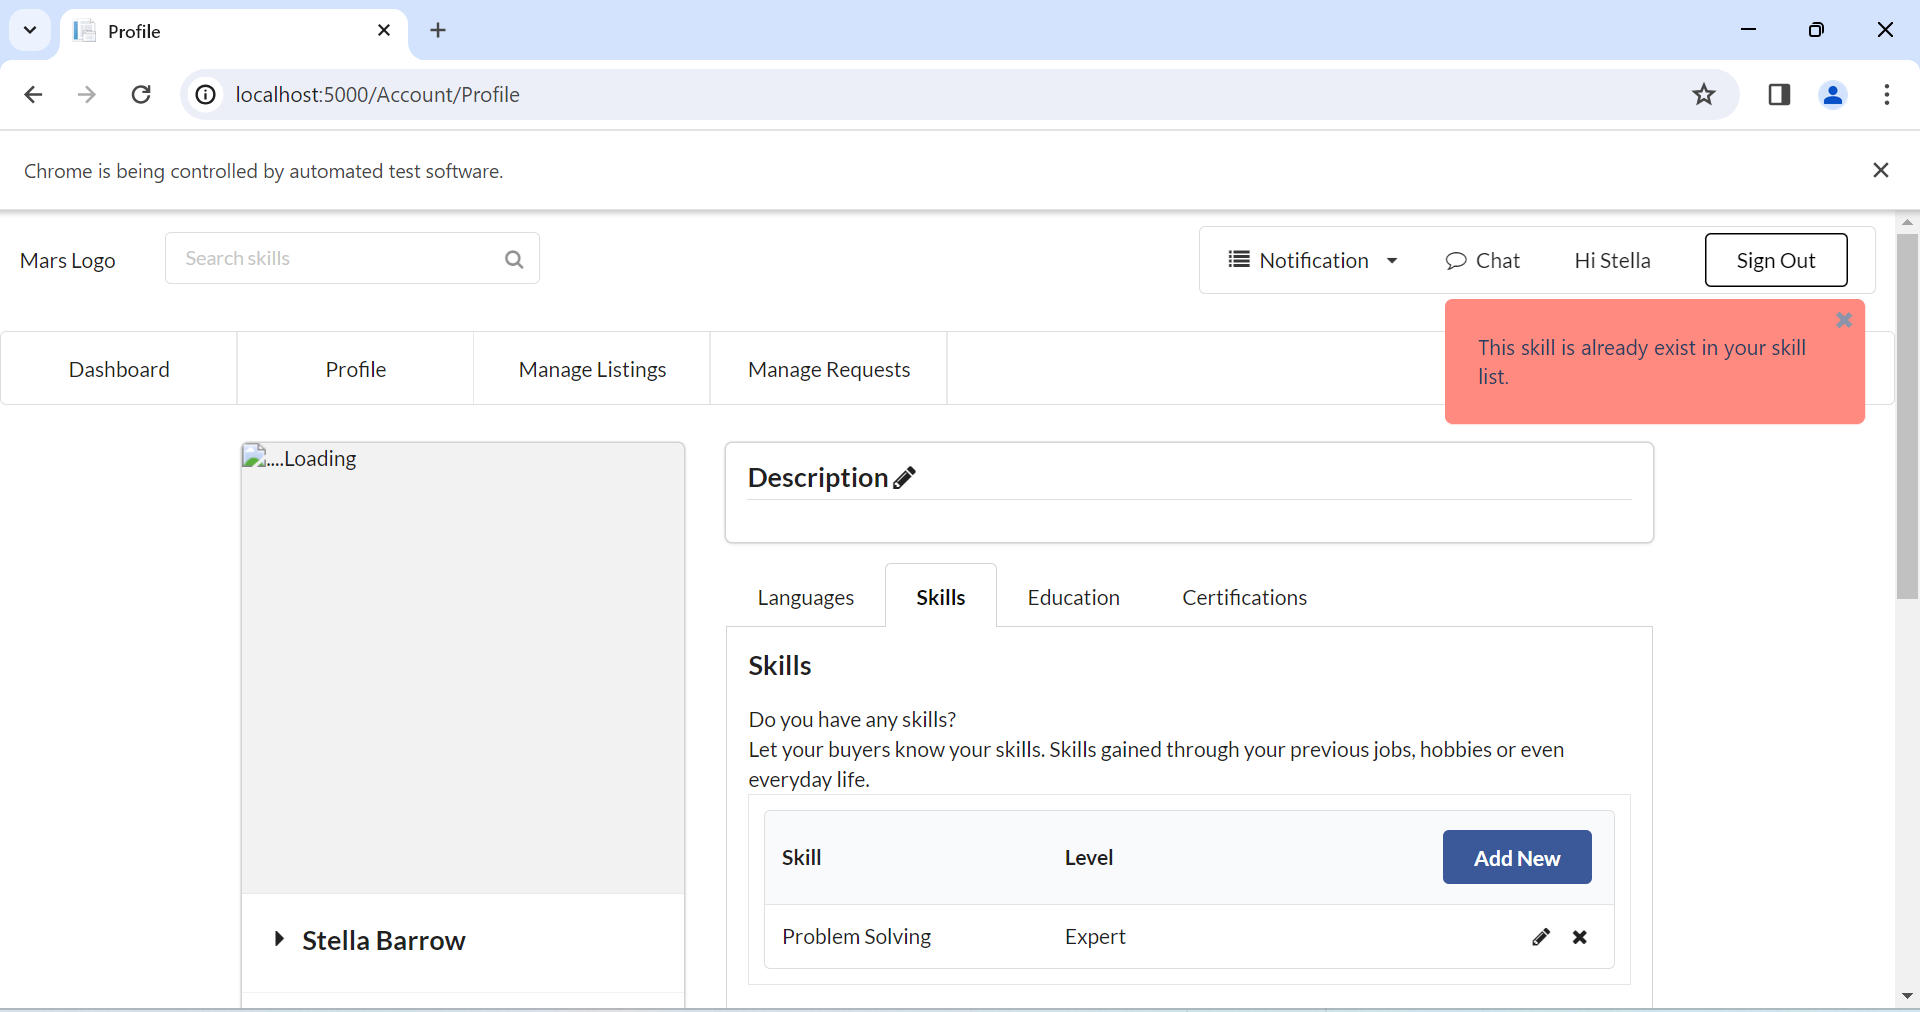 Profile
localhost:5000/Account/Profile
Chrome is being controlled by automated test software.
Mars Logo
Search skills
Notification
Chat
Hi Stella
Sign Out
This skill is already exist in your skill
list.
Dashboard
Profile
Manage Listings
Manage Requests
....Loading
Description
Languages
Skills
Education
Certifications
Skills
Do you have any skills?
Let your buyers know your skills. Skills gained through your previous jobs, hobbies or even
everyday life.
Skill
Level
Add New
Problem Solving
Expert
Stella Barrow